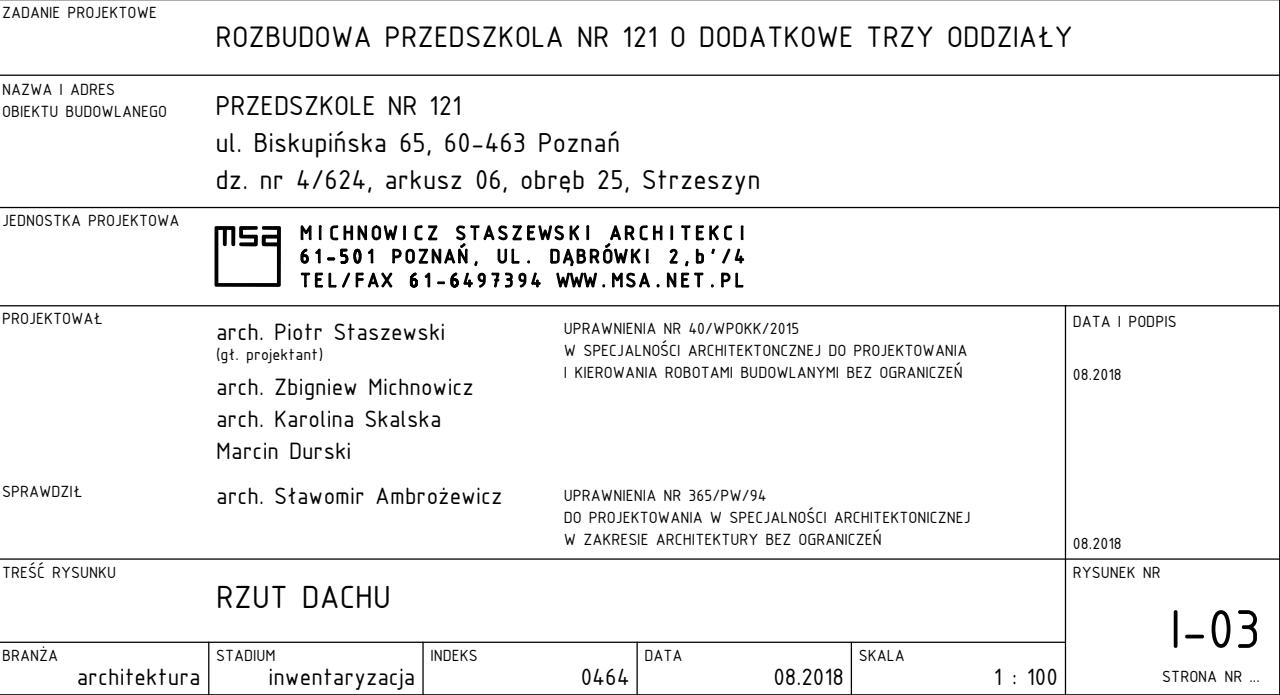 ZADANIE PROJEKTOWE
ROZBUDOWA PRZEDSZKOLA NR 121 O DODATKOWE TRZY ODDZIAŁY
NAZWA I ADRES
OBIEKTU BUDOWLANEGO
PRZEDSZKOLE NR 121
ul. Biskupińska 65, 60-463 Poznań
dz. nr 4/624, arkusz 06, obręb 25, Strzeszyn
JEDNOSTKA PROJEKTOWA
msa
MICHNOWICZ STASZEWSKI ARCHITEKCI
61-501 POZNAŃ, UL. DĄBRÓWKI 2,b'/4
TEL/FAX 61-6497394 WWW.MSA.NET.PL
PROJEKTOWAŁ
arch. Piotr Staszewski
(gł. projektant)
arch. Zbigniew Michnowicz
arch. Karolina Skalska
Marcin Durski
UPRAWNIENIA NR 40/WPOKK/2015
W SPECJALNOŚCI ARCHITEKTONCZNEJ DO PROJEKTOWANIA
I KIEROWANIA ROBOTAMI BUDOWLANYMI BEZ OGRANICZEŃ
DATA I PODPIS
08.2018
SPRAWDZIŁ
arch. Sławomir Ambrożewicz
UPRAWNIENIA NR 365/PW/94
DO PROJEKTOWANIA W SPECJALNOŚCI ARCHITEKTONICZNEJ
W ZAKRESIE ARCHITEKTURY BEZ OGRANICZEŃ
08.2018
TREŚĆ RYSUNKU
RZUT DACHU
RYSUNEK NR
I-03
STRONA NR ...
BRANŻA
architektura
STADIUM
inwentaryzacja
INDEKS
0464
DATA
08.2018
SKALA
1 : 100